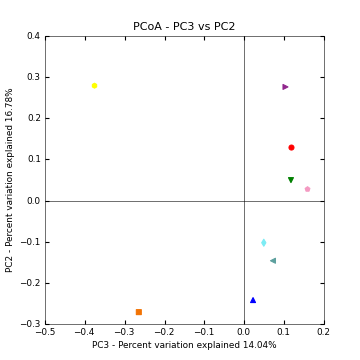 PCoA - PC3 vs PC2
0.4
0.3
0.2
0.1
0.0
−0.1
−0.2
−0.3
PC2 - Percent variation explained 16.78%
−0.5 −0.4 −0.3 −0.2 −0.1 0.0 0.1 0.2
PC3 - Percent variation explained 14.04%